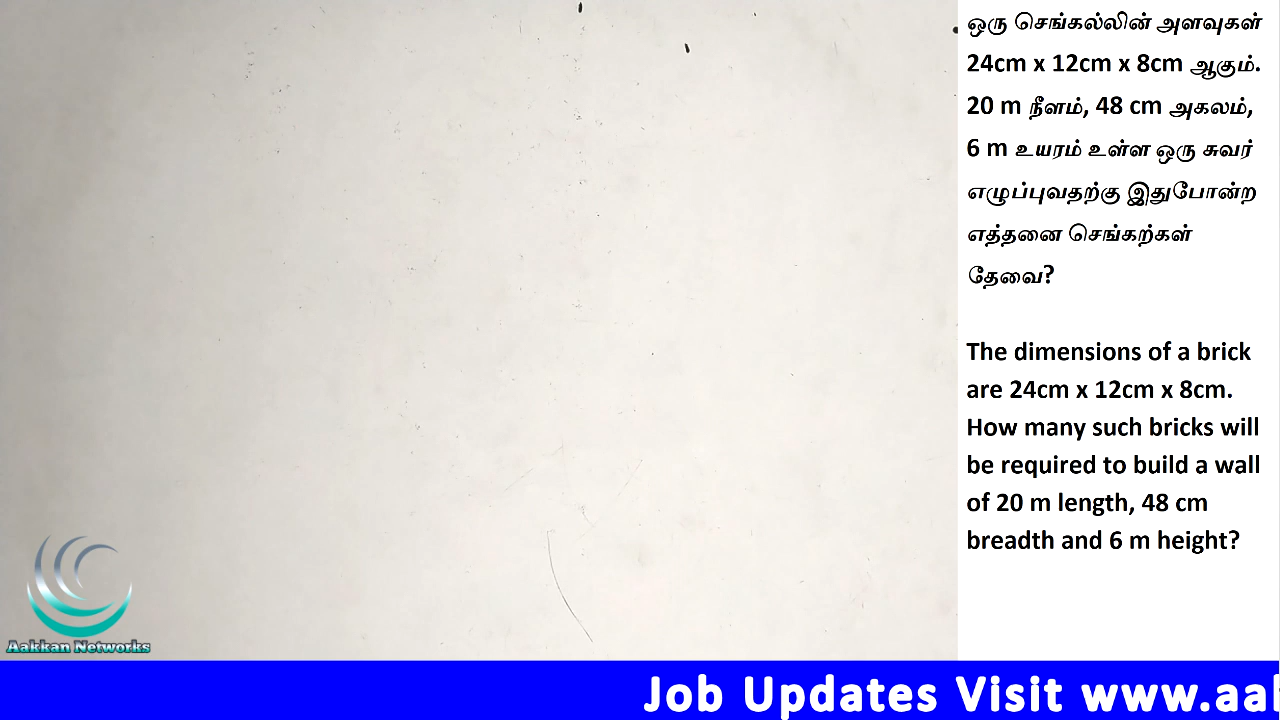 ஒரு செங்கல்லின் அளவுகள்
24cm x 12cm x 8cm ஆகும்.
20 m நீளம், 48 cm அகலம்,
6 m உயரம் உள்ள ஒரு சுவர்
எழுப்புவதற்கு இதுபோன்ற
எத்தனை செங்கற்கள்
தேவை?
The dimensions of a brick
are 24cm x 12cm x 8cm.
How many such bricks will
be required to build a wall
of 20 m length, 48 cm
breadth and 6 m height?
Aakkan Networks
Job Updates Visit www.aak